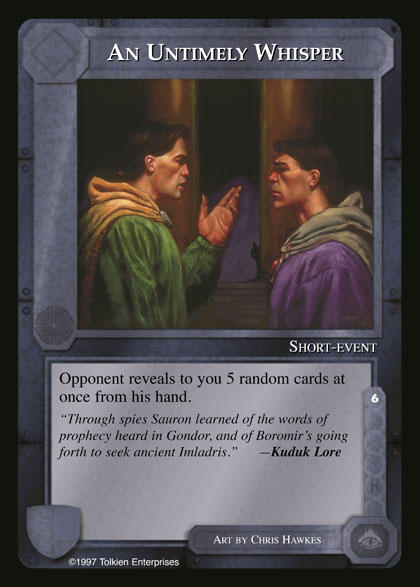 An Untimely Whisper
Short-event
Opponent reveals to you 5 random cards at
once from his hand.
“Through spies Sauron learned of the words of
prophecy heard in Gondor, and of Boromir’s going
forth to seek ancient Imladris.” —Kuduk Lore
6
H
Art by Chris Hawkes
©1997 Tolkien Enterprises